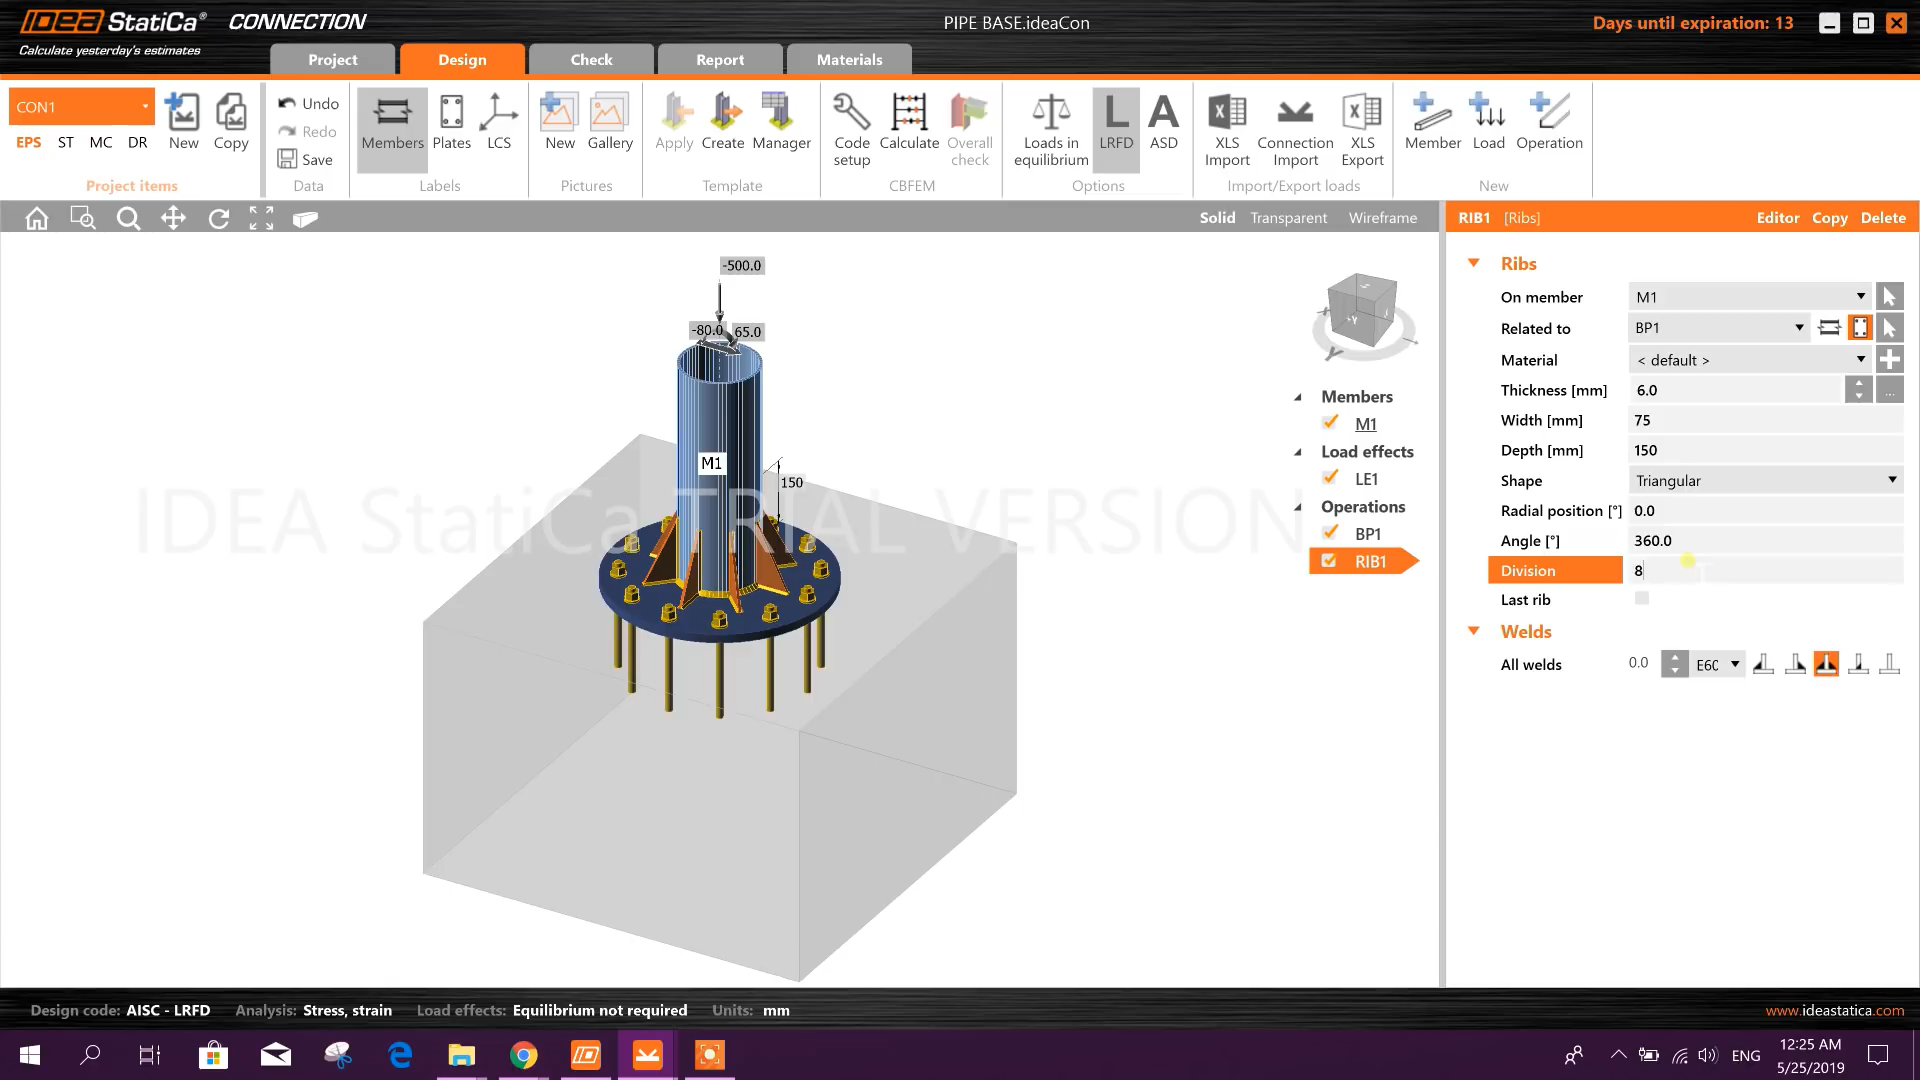 IDEA StatiCa® CONNECTION
Calculate yesterday's estimates
PIPE BASE.ideaCon
Days until expiration: 13
Project
Design
Check
Report
Materials
CON1
EPS ST MC DR
New
Copy
Project items
Undo
Redo
Save
Data
Members
Plates
LCS
Labels
New
Gallery
Pictures
Apply
Create
Manager
Template
Code setup
Calculate
Overall check
CBFEM
Loads in equilibrium
LRFD
ASD
Options
XLS Import
Connection Import
XLS Export
Import/Export loads
Member
Load
Operation
New
Solid Transparent Wireframe
RIB1 [Ribs]
Editor Copy Delete
-500.0
-80.0
65.0
M1
150
IDEA StatiCa TRIAL VERSION
+Y
Members
M1
Load effects
LE1
Operations
BP1
RIB1
Ribs
On member M1
Related to BP1
Material < default >
Thickness [mm] 6.0
Width [mm] 75
Depth [mm] 150
Shape Triangular
Radial position [°] 0.0
Angle [°] 360.0
Division 8
Last rib
Welds
All welds 0.0
Design code: AISC - LRFD Analysis: Stress, strain Load effects: Equilibrium not required Units: mm
www.ideastatica.com
ENG
12:25 AM
5/25/2019